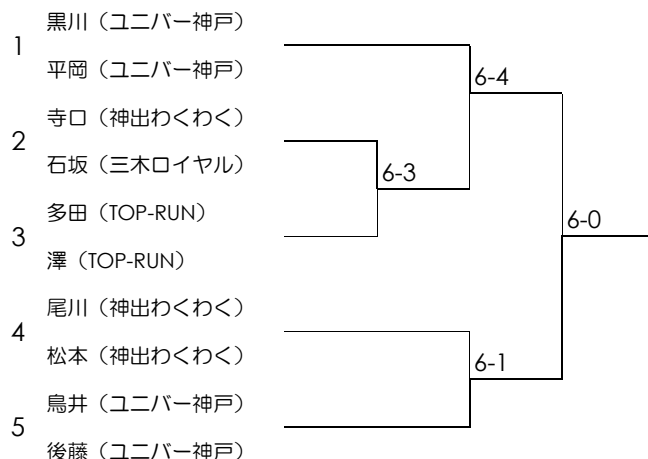 黒川（ユニバー神戸）
1
平岡（ユニバー神戸）
6-4
寺口（神出わくわく）
2
石坂（三木ロイヤル）
6-3
多田（TOP-RUN）
3
6-0
澤（TOP-RUN）
尾川（神出わくわく）
4
松本（神出わくわく）
6-1
鳥井（ユニバー神戸）
5
後藤（ユニバー神戸）